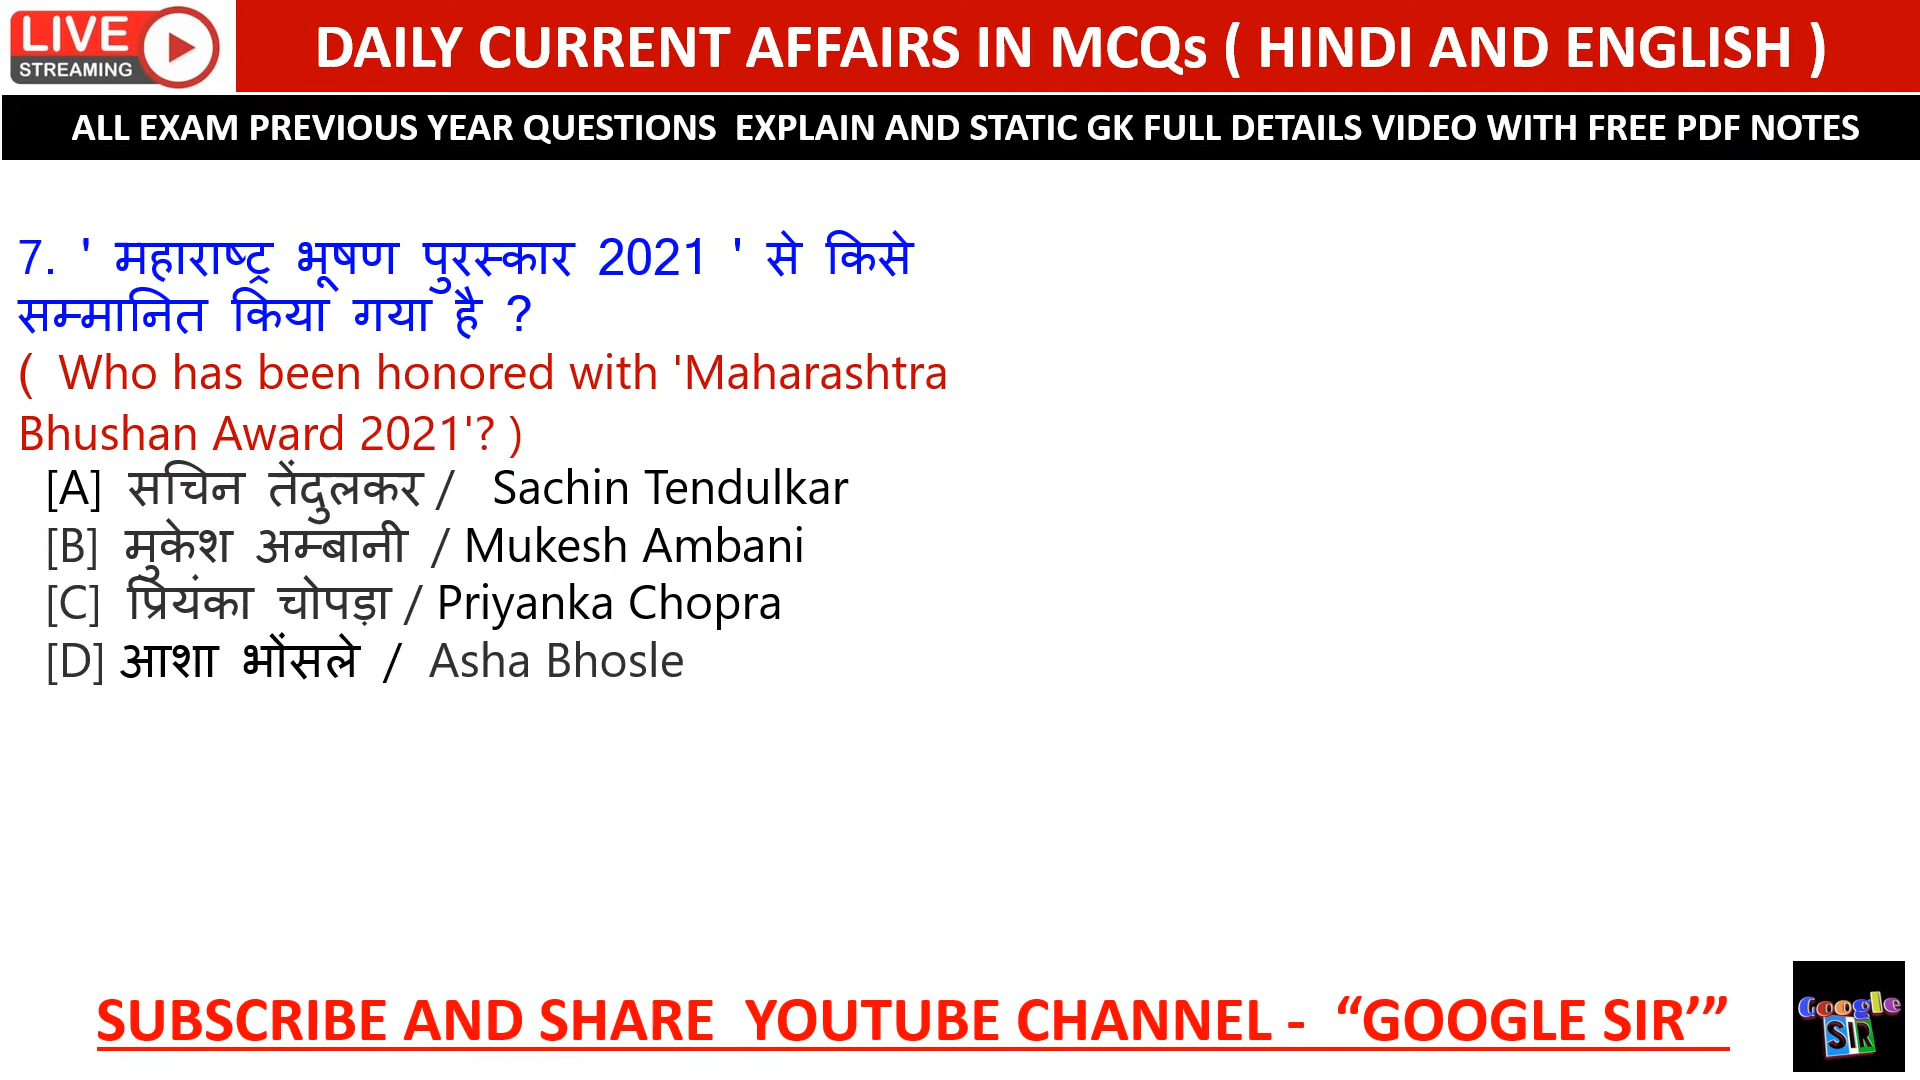 LIVE
STREAMING
DAILY CURRENT AFFAIRS IN MCQs ( HINDI AND ENGLISH )
ALL EXAM PREVIOUS YEAR QUESTIONS EXPLAIN AND STATIC GK FULL DETAILS VIDEO WITH FREE PDF NOTES
7. ' महाराष्ट्र भूषण पुरस्कार 2021 ' से किसे
सम्मानित किया गया है ?
( Who has been honored with 'Maharashtra
Bhushan Award 2021'? )
[A] सचिन तेंदुलकर / Sachin Tendulkar
[B] मुकेश अम्बानी / Mukesh Ambani
[C] प्रियंका चोपड़ा / Priyanka Chopra
[D] आशा भोंसले / Asha Bhosle
SUBSCRIBE AND SHARE YOUTUBE CHANNEL - “GOOGLE SIR’”
Google
SIR